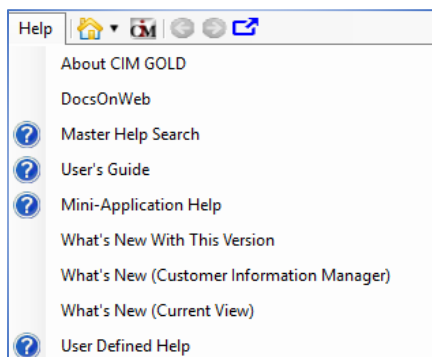 Help CIM
About CIM GOLD
DocsOnWeb
Master Help Search
User's Guide
Mini-Application Help
What's New With This Version
What's New (Customer Information Manager)
What's New (Current View)
User Defined Help